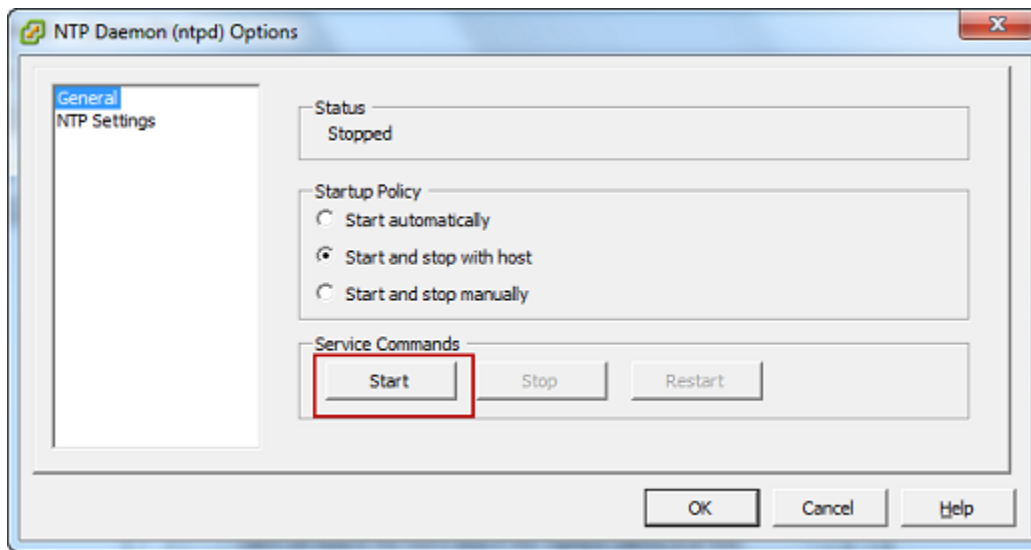 NTP Daemon (ntpd) Options
General
NTP Settings
Status
Stopped
Startup Policy
Start automatically
Start and stop with host
Start and stop manually
Service Commands
Start Stop Restart
OK Cancel Help